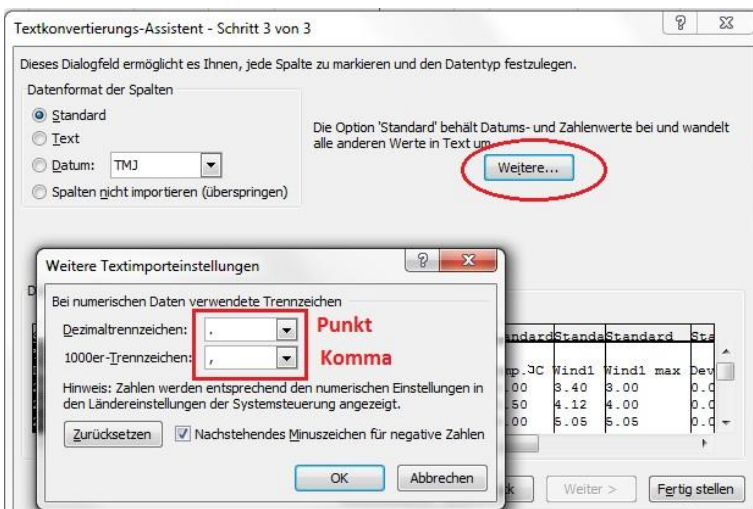 Textkonvertierungs-Assistent - Schritt 3 von 3
Dieses Dialogfeld ermöglicht es Ihnen, jede Spalte zu markieren und den Datentyp festzulegen.
Datenformat der Spalten
Standard
Text
Datum: TMJ
Spalten nicht importieren (überspringen)
Die Option 'Standard' behält Datums- und Zahlenwerte bei und wandelt
alle anderen Werte in Text um.
Weitere...
Weitere Textimporteinstellungen
Bei numerischen Daten verwendete Trennzeichen
Dezimaltrennzeichen: . Punkt
1000er-Trennzeichen: , Komma
Hinweis: Zahlen werden entsprechend den numerischen Einstellungen in
den Ländereinstellungen der Systemsteuerung angezeigt.
Zurücksetzen Nachstehendes Minuszeichen für negative Zahlen
OK Abbrechen
StandaStandard
Wind1 Wind1 max
3.40 3.00
4.12 4.00
5.05 5.05
Weiter > Fertig stellen